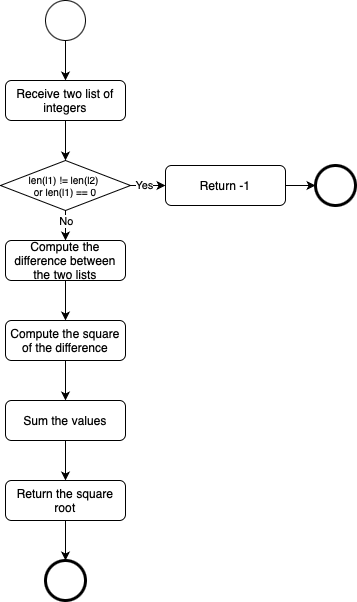 Receive two list of
integers
len(l1) != len(l2)
or len(l1) == 0
Yes
Return -1
No
Compute the
difference between
the two lists
Compute the square
of the difference
Sum the values
Return the square
root